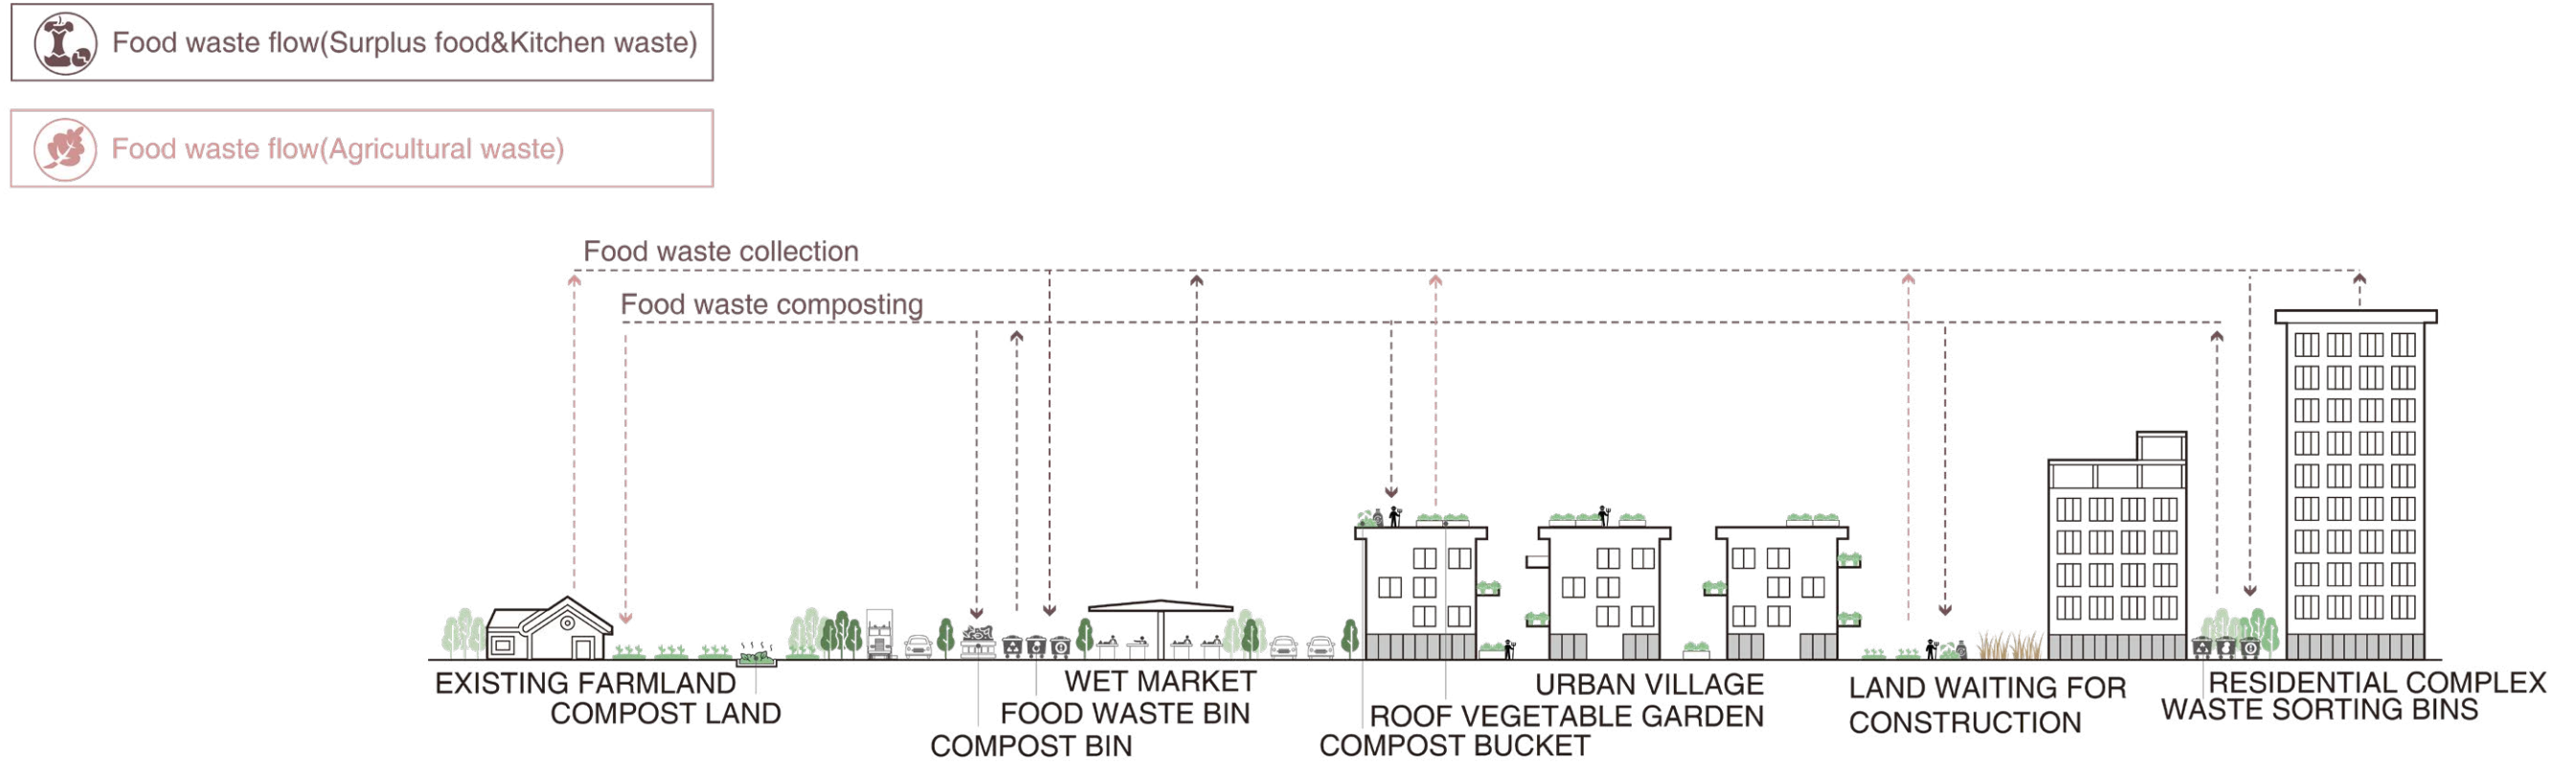 Food waste flow(Surplus food&Kitchen waste)
Food waste flow(Agricultural waste)
Food waste collection
Food waste composting
EXISTING FARMLAND
COMPOST LAND
WET MARKET
FOOD WASTE BIN
COMPOST BIN
URBAN VILLAGE
ROOF VEGETABLE GARDEN
COMPOST BUCKET
LAND WAITING FOR
CONSTRUCTION
RESIDENTIAL COMPLEX
WASTE SORTING BINS